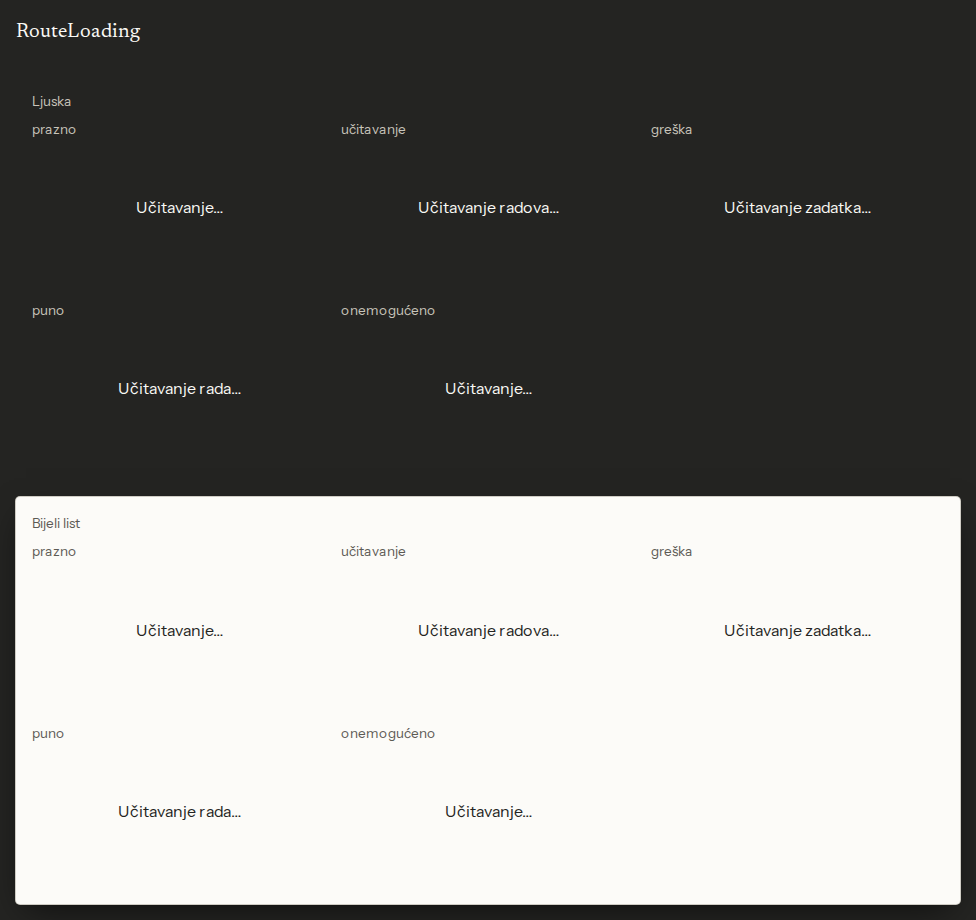 RouteLoading
Ljuska
prazno učitavanje greška
Učitavanje... Učitavanje radova... Učitavanje zadatka...
puno onemogućeno
Učitavanje rada... Učitavanje...
Bijeli list
prazno učitavanje greška
Učitavanje... Učitavanje radova... Učitavanje zadatka...
puno onemogućeno
Učitavanje rada... Učitavanje...